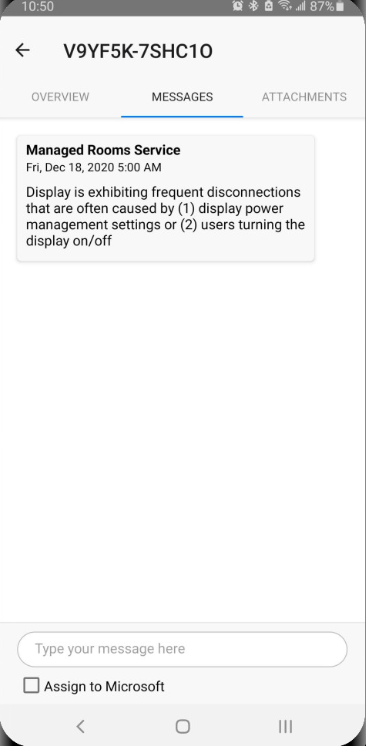 10:50 87%
V9YF5K-7SHC1O
OVERVIEW MESSAGES ATTACHMENTS
Managed Rooms Service
Fri, Dec 18, 2020 5:00 AM
Display is exhibiting frequent disconnections
that are often caused by (1) display power
management settings or (2) users turning the
display on/off
Type your message here
Assign to Microsoft